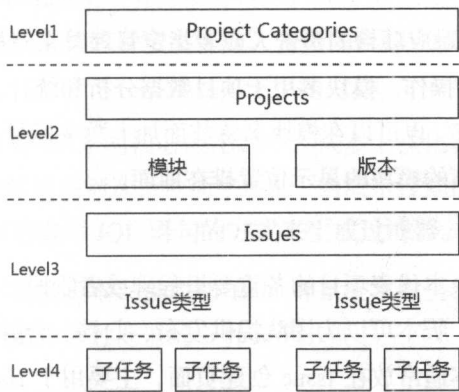 Level1
Project Categories
Projects
Level2
模块 版本
Issues
Level3
Issue类型 Issue类型
Level4
子任务 子任务 子任务 子任务